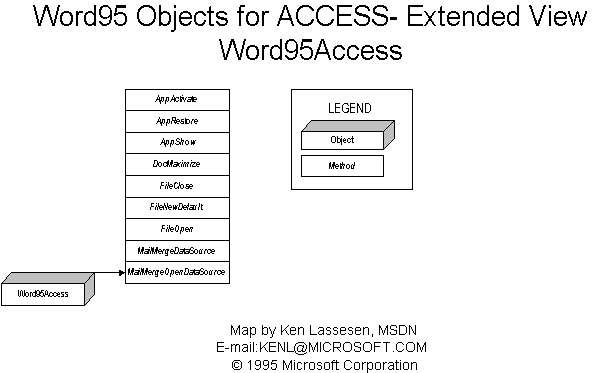 Word95 Objects for ACCESS- Extended View
Word95Access
AppActivate
AppRestore
AppShow
DocMaximize
FileClose
FileNewDefault
FileOpen
MailMergeDataSource
MailMergeOpenDataSource
Word95Access
LEGEND
Object
Method
Map by Ken Lassesen, MSDN
E-mail:KENL@MICROSOFT.COM
© 1995 Microsoft Corporation